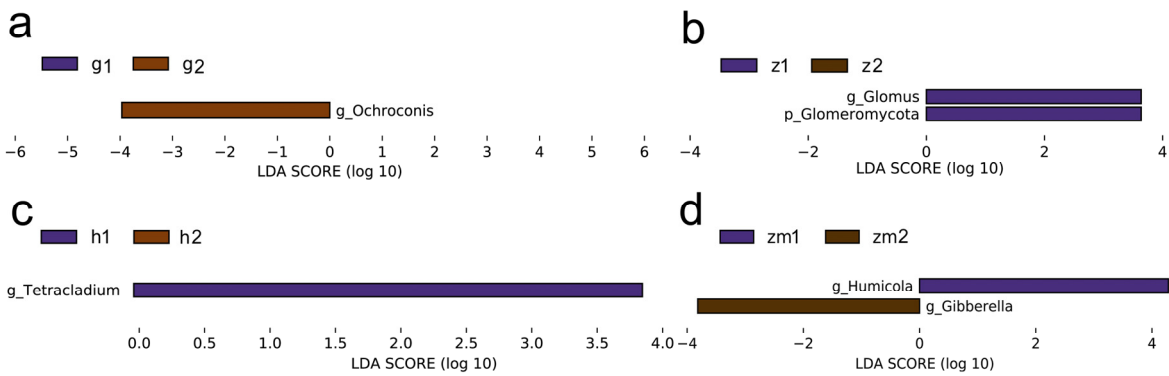 a
g1 g2
g_Ochroconis
−6 −5 −4 −3 −2 −1 0 1 2 3 4 5 6
LDA SCORE (log 10)
b
z1 z2
g_Glomus
p_Glomeromycota
−4 −2 0 2 4
LDA SCORE (log 10)
c
h1 h2
g_Tetracladium
0.0 0.5 1.0 1.5 2.0 2.5 3.0 3.5 4.0
LDA SCORE (log 10)
d
zm1 zm2
g_Humicola
g_Gibberella
−4 −2 0 2 4
LDA SCORE (log 10)